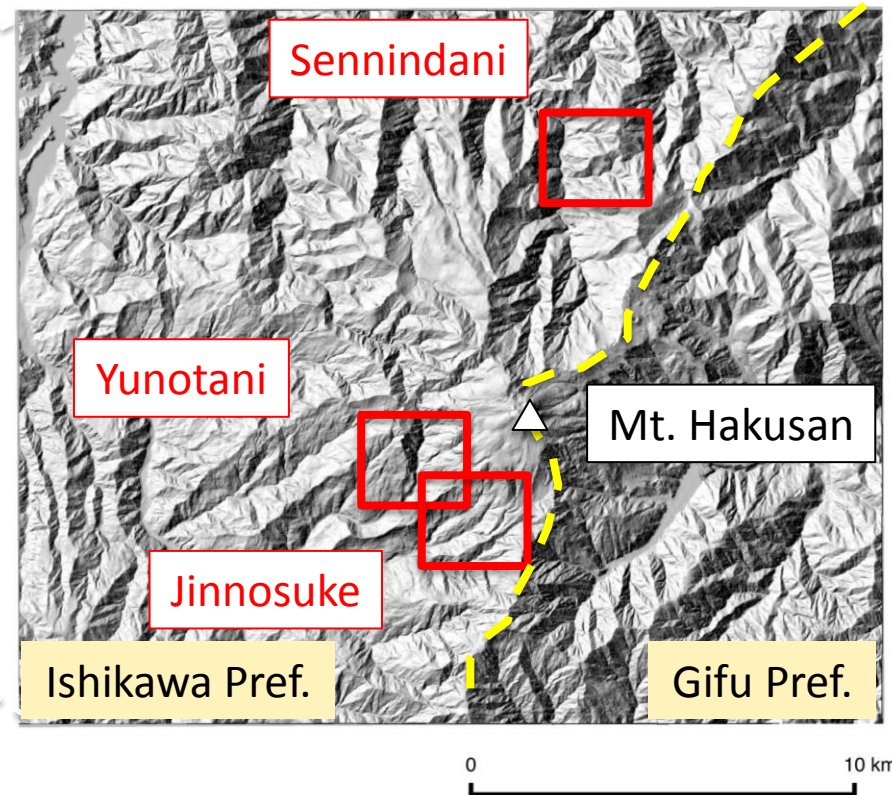 Sennindani
Yunotani
Mt. Hakusan
Jinnosuke
Ishikawa Pref.
Gifu Pref.
0
10 km